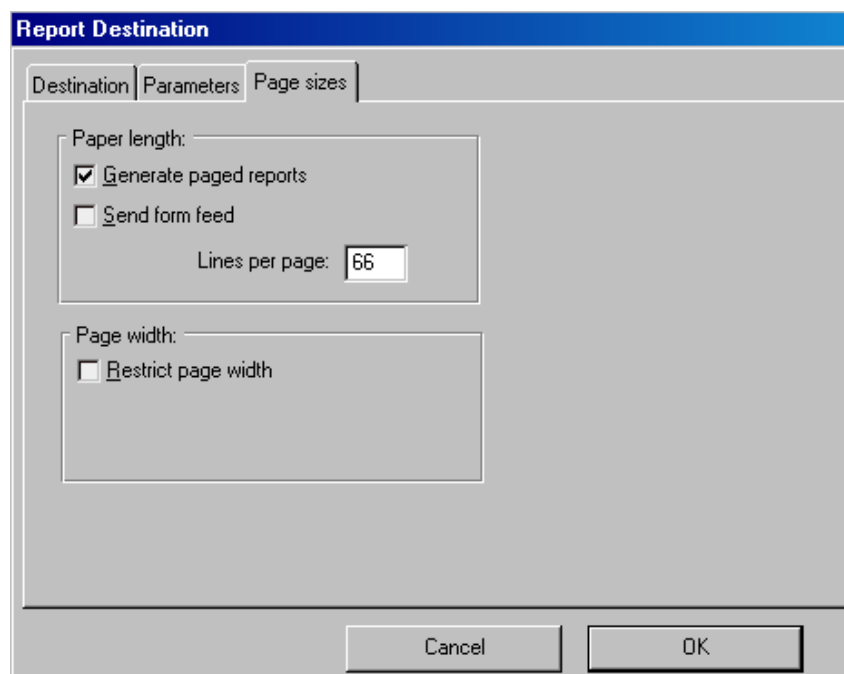 Report Destination
Destination Parameters Page sizes
Paper length:
Generate paged reports
Send form feed
Lines per page: 66
Page width:
Restrict page width
Cancel OK